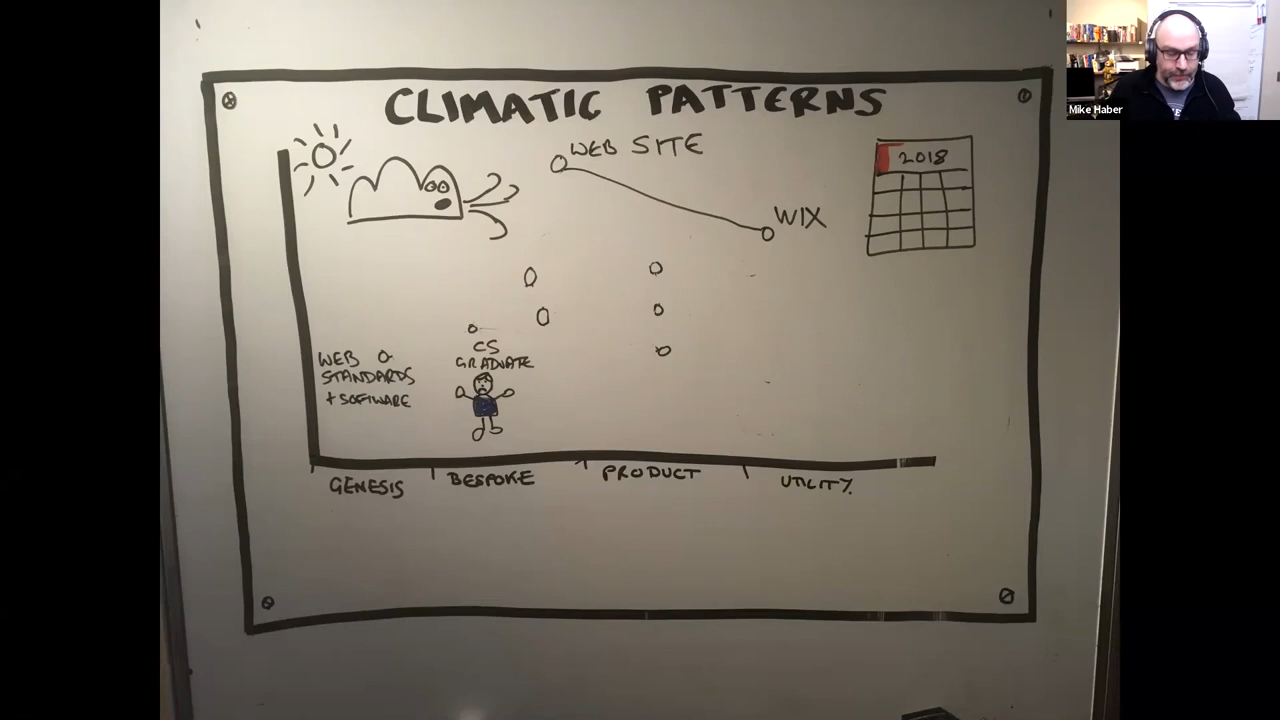 CLIMATIC PATTERNS
WEB SITE
2018
WIX
CS
GRADUATE
WEB
STANDARDS
+ SOFTWARE
GENESIS
BESPOKE
PRODUCT
UTILITY
Mike Haber